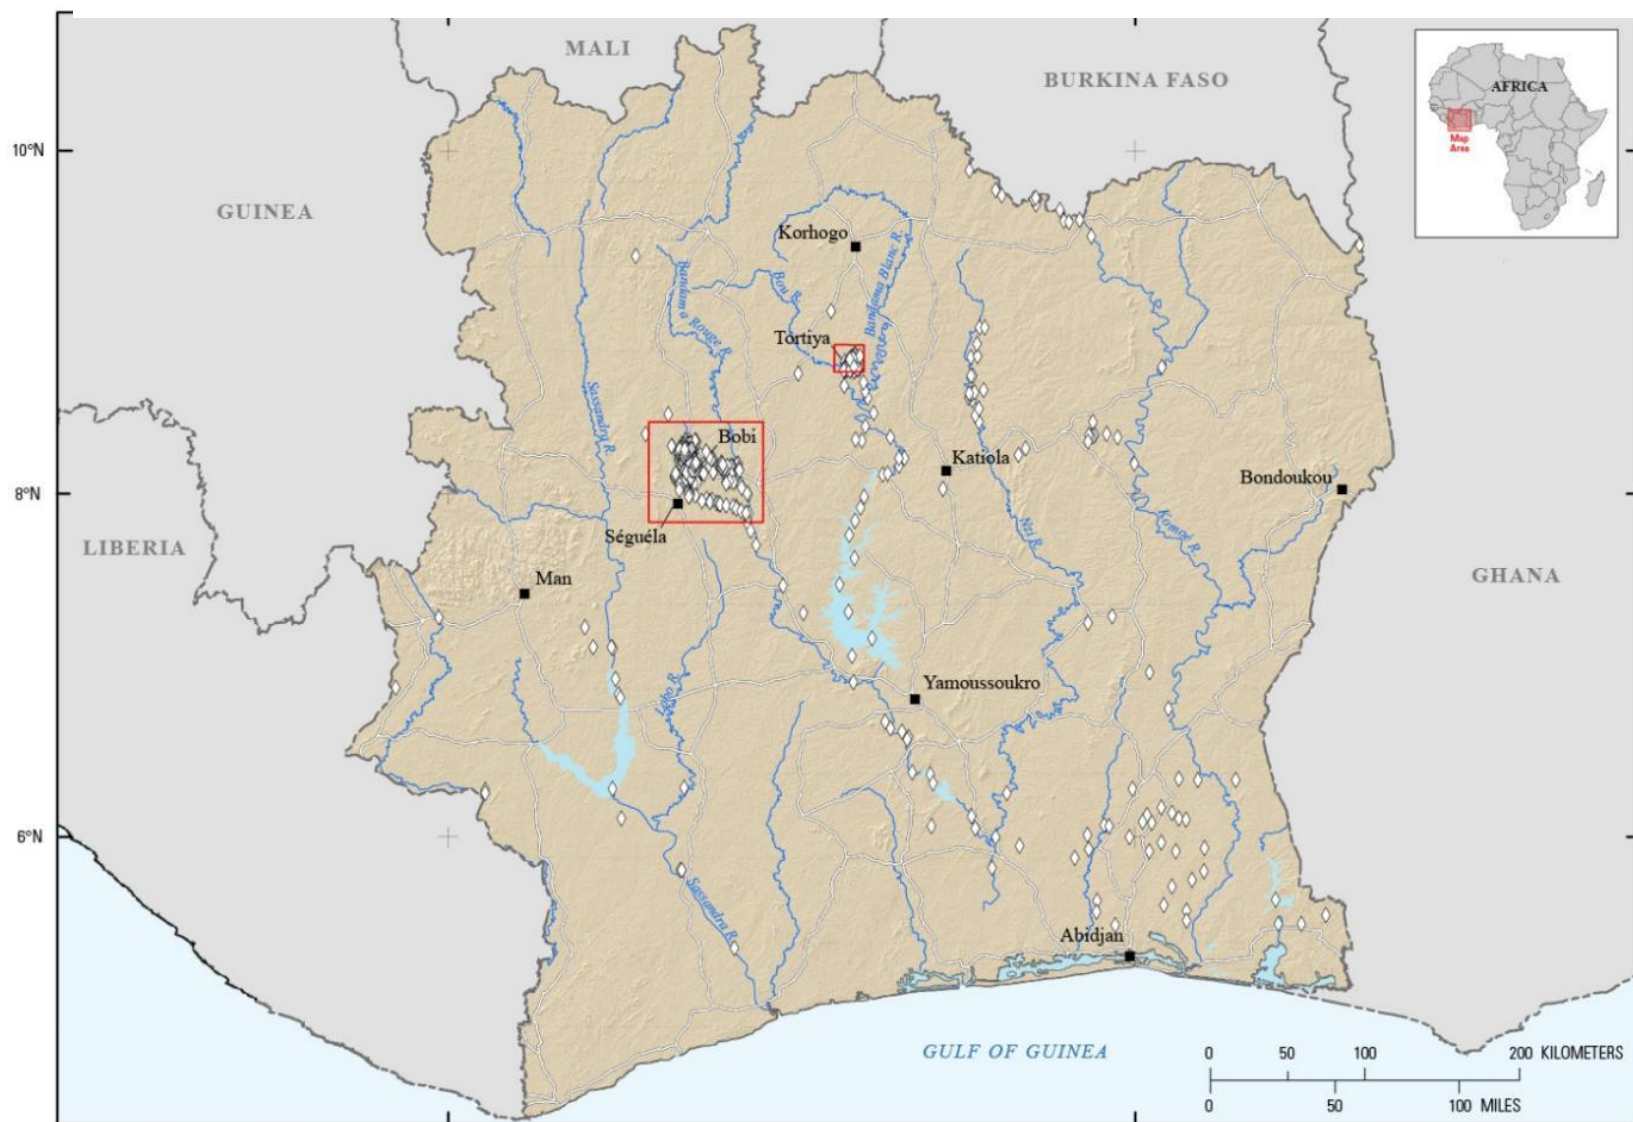 MALI
BURKINA FASO
AFRICA
Map
Area
10°N
GUINEA
Korhogo
Bandama Blanc R.
Bou R.
Bandama Rouge R.
Tortiya
Sassandra R.
Bobi
Katiola
Bondoukou
8°N
Séguéla
Nzi R.
Komoé R.
LIBERIA
Man
GHANA
Yamoussoukro
Lobo R.
6°N
Sassandra R.
Abidjan
GULF OF GUINEA
0 50 100 200 KILOMETERS
0 50 100 MILES